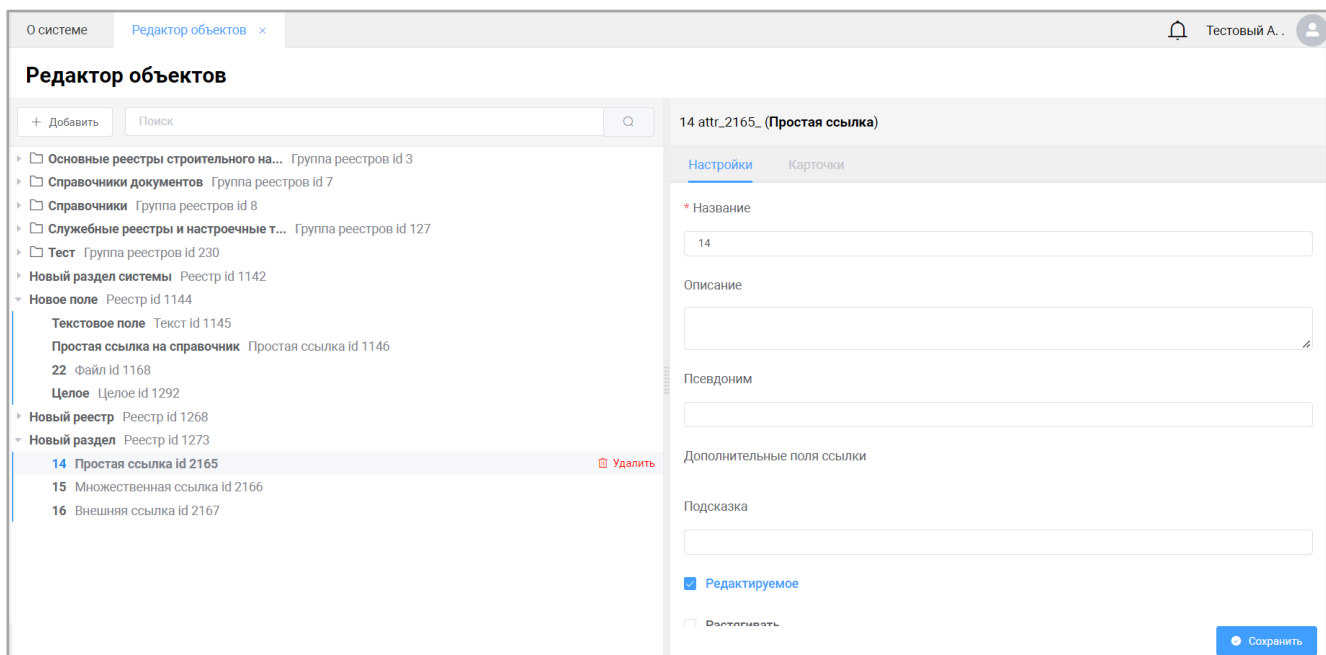 О системе Редактор объектов × Тестовый А. .
Редактор объектов
+ Добавить Поиск
14 attr_2165_ (Простая ссылка)
Настройки Карточки
Основные реестры строительного на... Группа реестров id 3
Справочники документов Группа реестров id 7
Справочники Группа реестров id 8
Служебные реестры и настроечные т... Группа реестров id 127
Тест Группа реестров id 230
Новый раздел системы Реестр id 1142
Новое поле Реестр id 1144
Текстовое поле Текст id 1145
Простая ссылка на справочник Простая ссылка id 1146
22 Файл id 1168
Целое Целое id 1292
Новый реестр Реестр id 1268
Новый раздел Реестр id 1273
14 Простая ссылка id 2165 Удалить
15 Множественная ссылка id 2166
16 Внешняя ссылка id 2167
* Название
14
Описание
Псевдоним
Дополнительные поля ссылки
Подсказка
Редактируемое
Растягивать
Сохранить